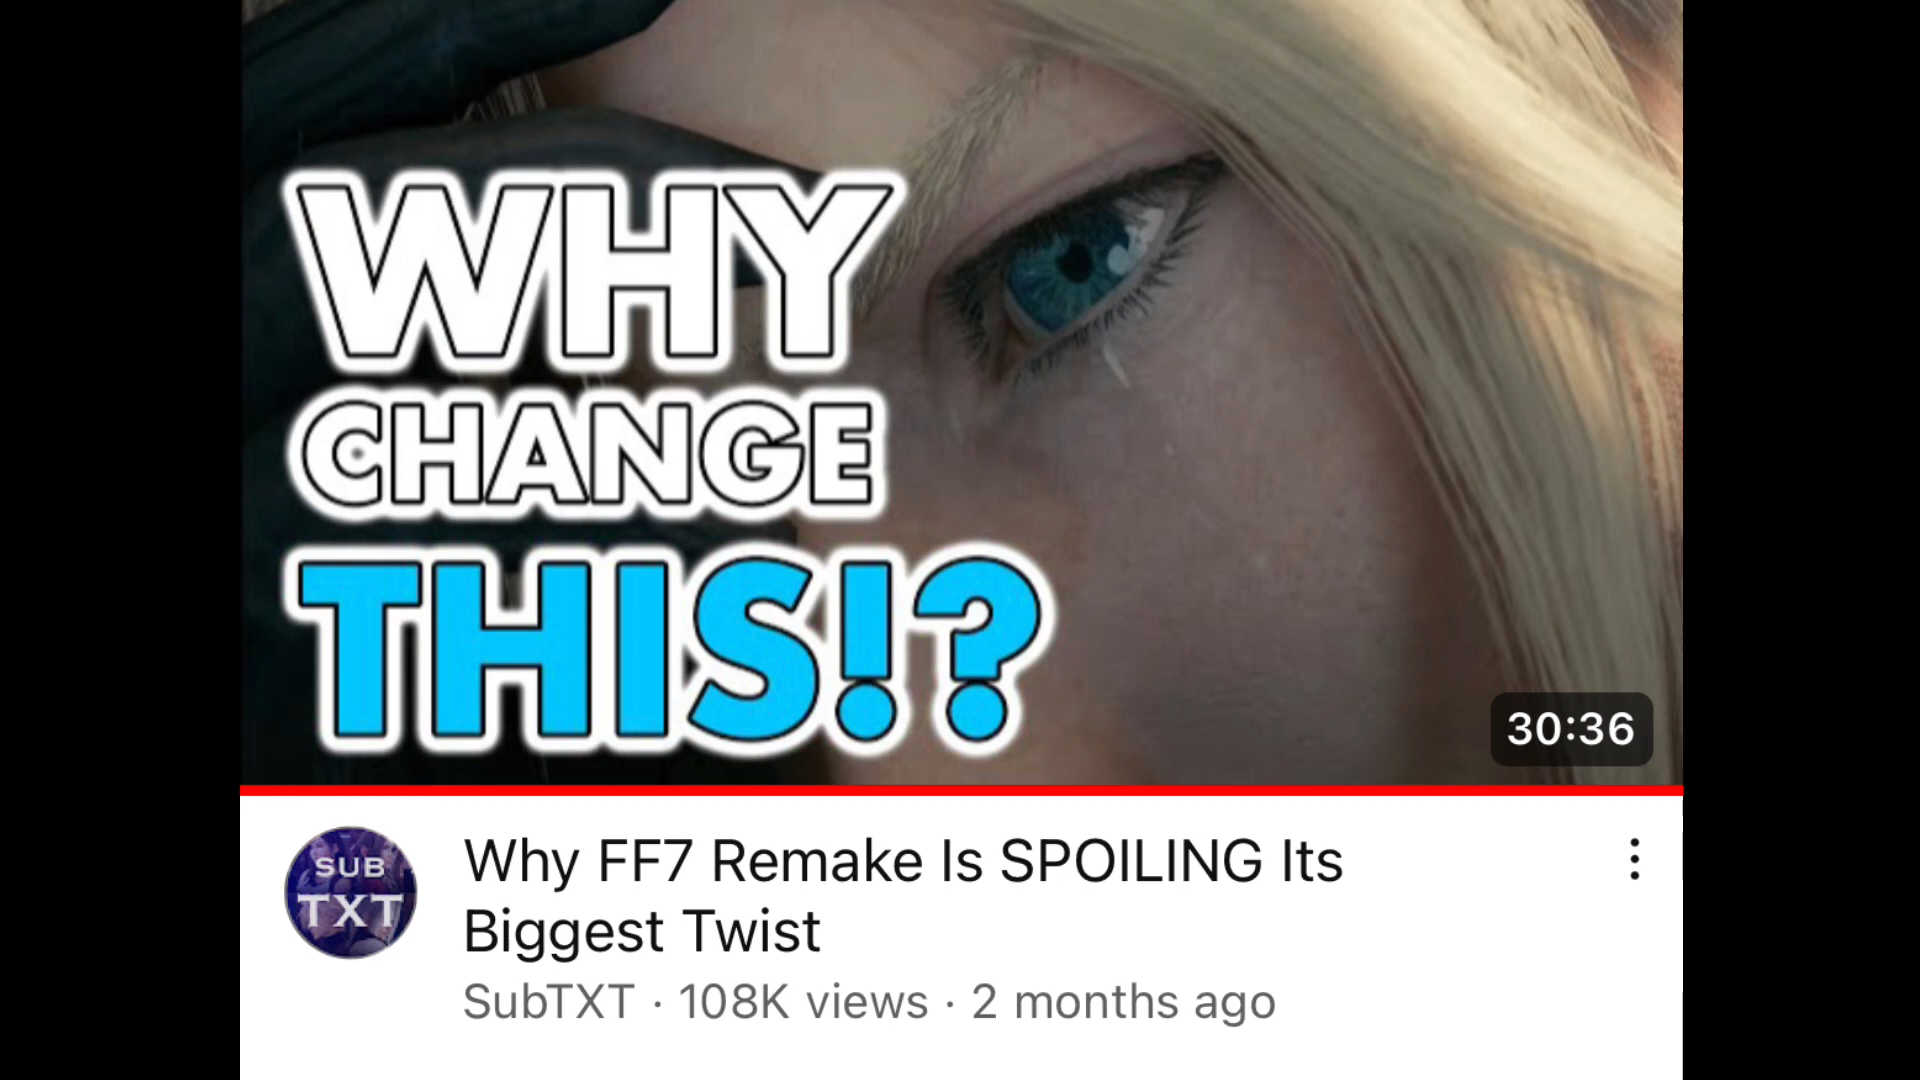 WHY
CHANGE
THIS!?
30:36
SUB
TXT
Why FF7 Remake Is SPOILING Its
Biggest Twist
SubTXT · 108K views · 2 months ago